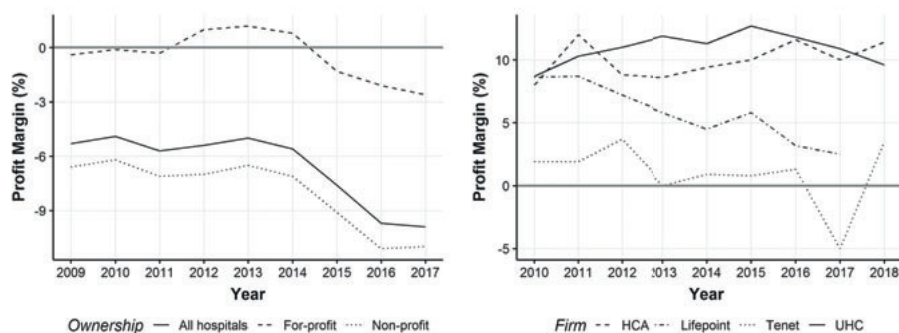 Profit Margin (%)
0
-3
-6
-9
2009 2010 2011 2012 2013 2014 2015 2016 2017
Year
Ownership All hospitals For-profit Non-profit
Profit Margin (%)
10
5
0
-5
2010 2011 2012 2013 2014 2015 2016 2017 2018
Year
Firm HCA Lifepoint Tenet UHC